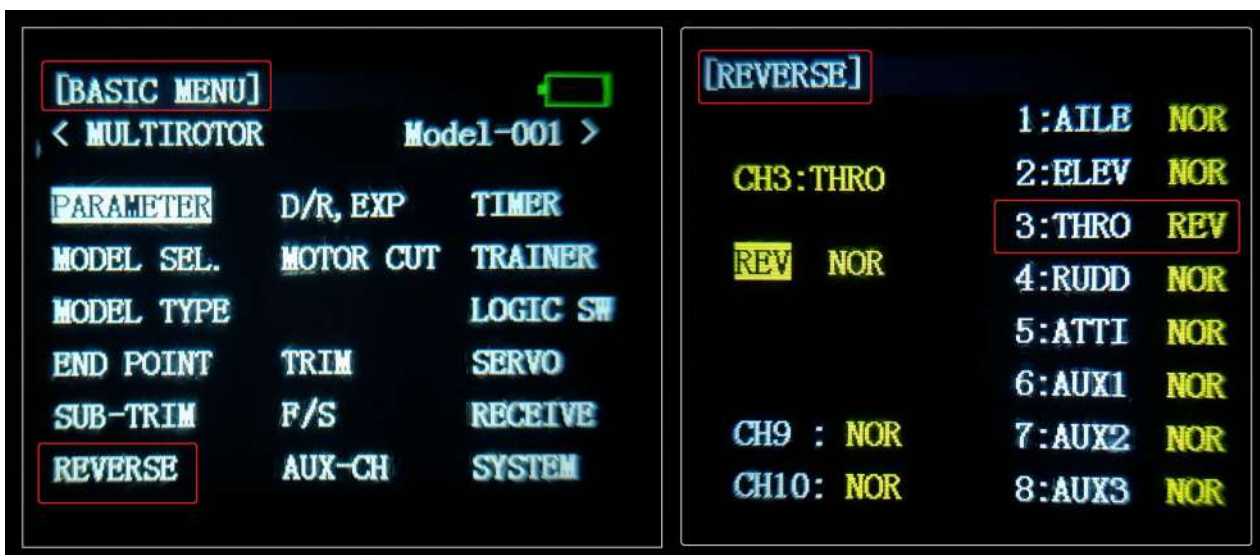 [BASIC MENU]
< MULTIROTOR Model-001 >
PARAMETER D/R, EXP TIMER
MODEL SEL. MOTOR CUT TRAINER
MODEL TYPE LOGIC SW
END POINT TRIM SERVO
SUB-TRIM F/S RECEIVE
REVERSE AUX-CH SYSTEM
[REVERSE]
1:AILE NOR
CH3:THRO 2:ELEV NOR
3:THRO REV
REV NOR
4:RUDD NOR
5:ATTI NOR
6:AUX1 NOR
CH9 : NOR 7:AUX2 NOR
CH10: NOR 8:AUX3 NOR